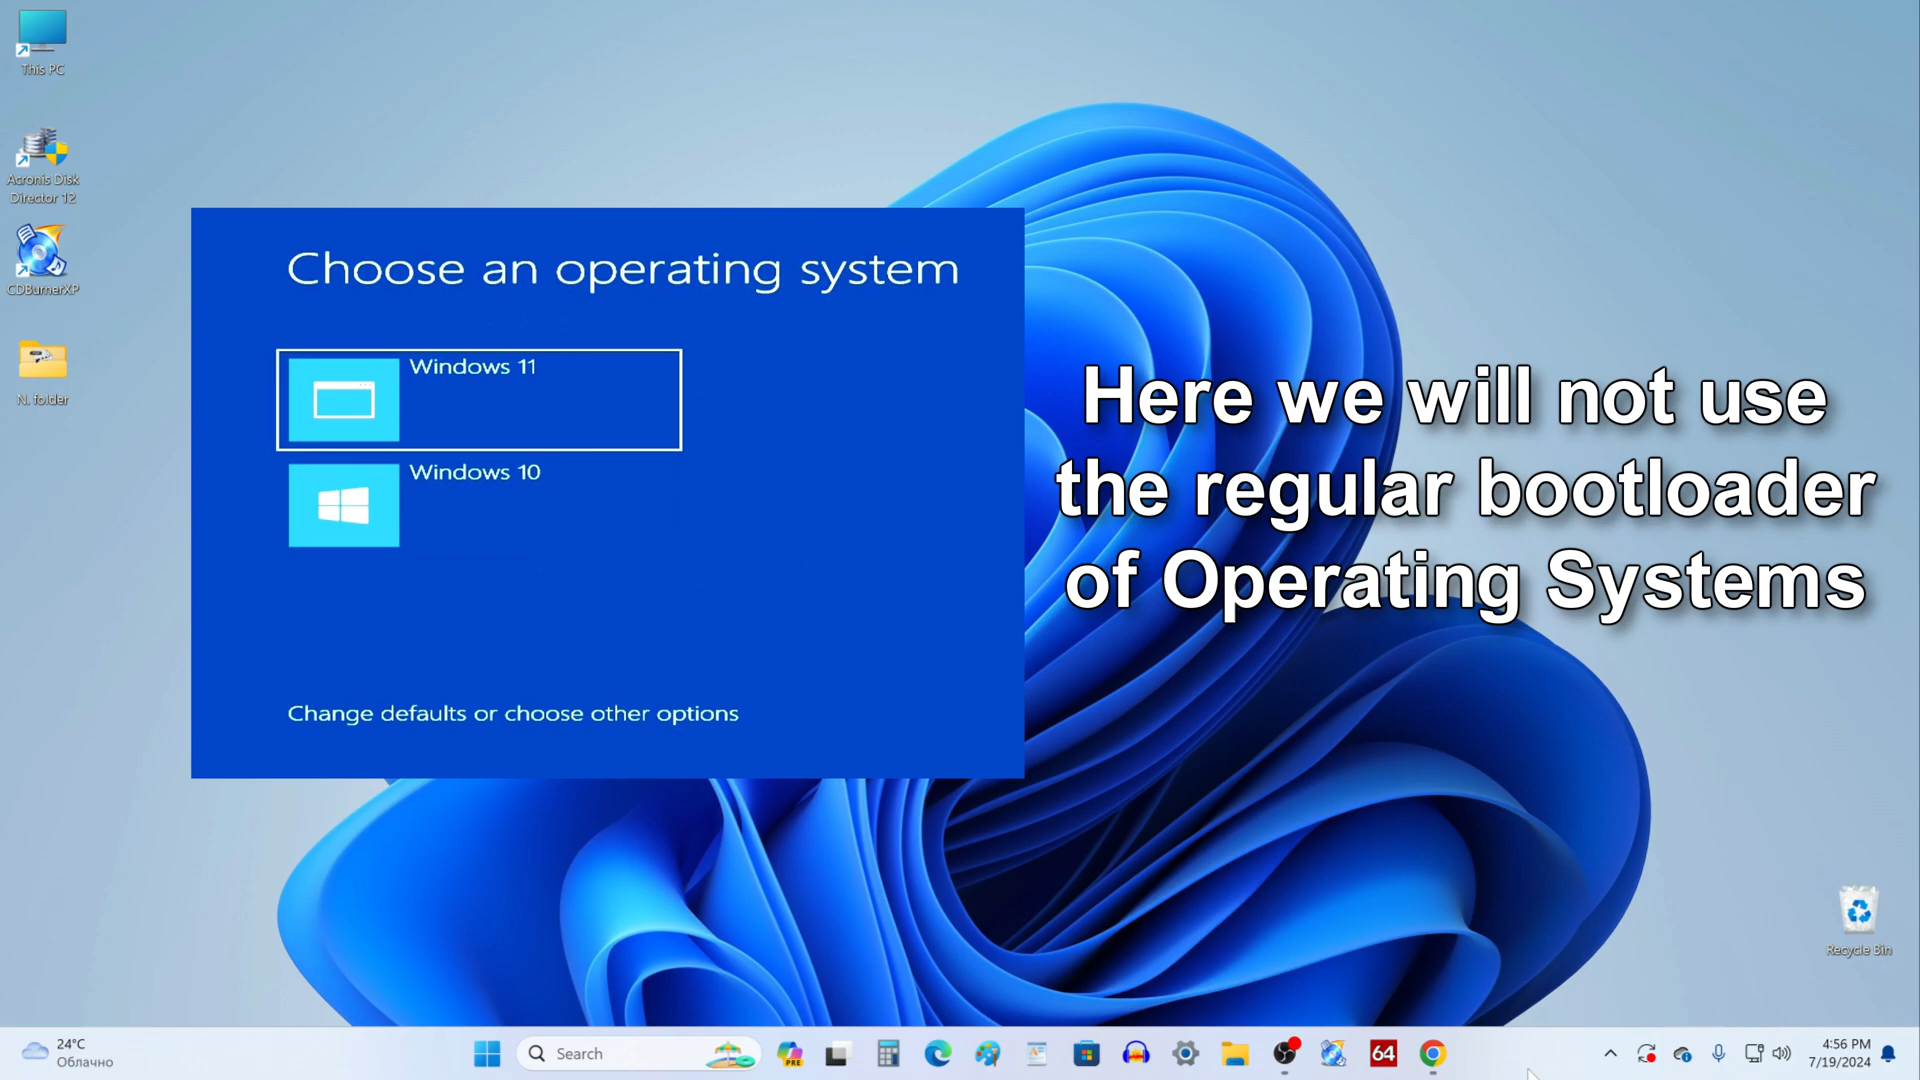 This PC
Acronis Disk
Director 12
CDBurnerXP
N. folder
Choose an operating system
Windows 11
Windows 10
Change defaults or choose other options
Here we will not use
the regular bootloader
of Operating Systems
Recycle Bin
24°C
Облачно
Search
PRE
64
4:56 PM
7/19/2024